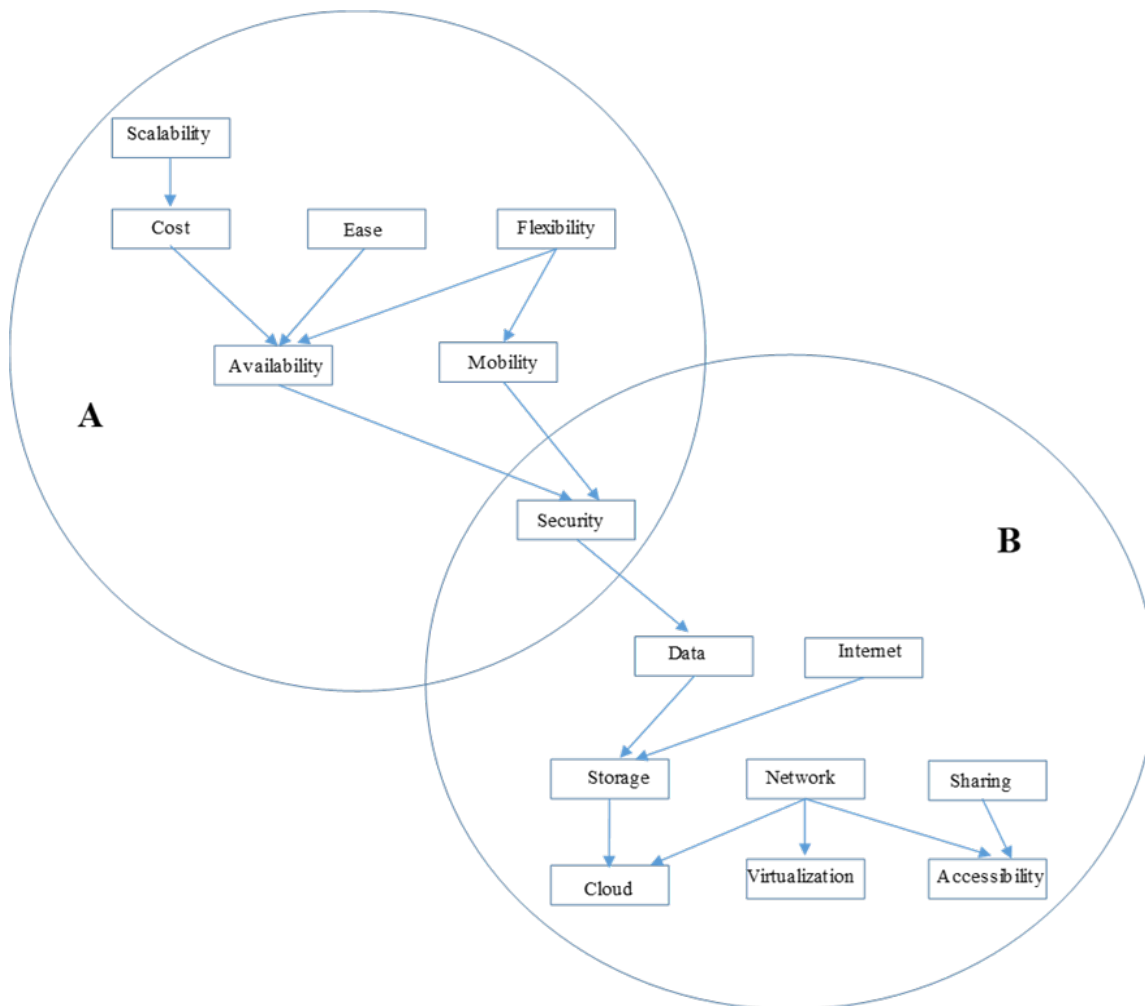 Scalability
Cost
Ease
Flexibility
Availability
Mobility
A
Security
B
Data
Internet
Storage
Network
Sharing
Cloud
Virtualization
Accessibility